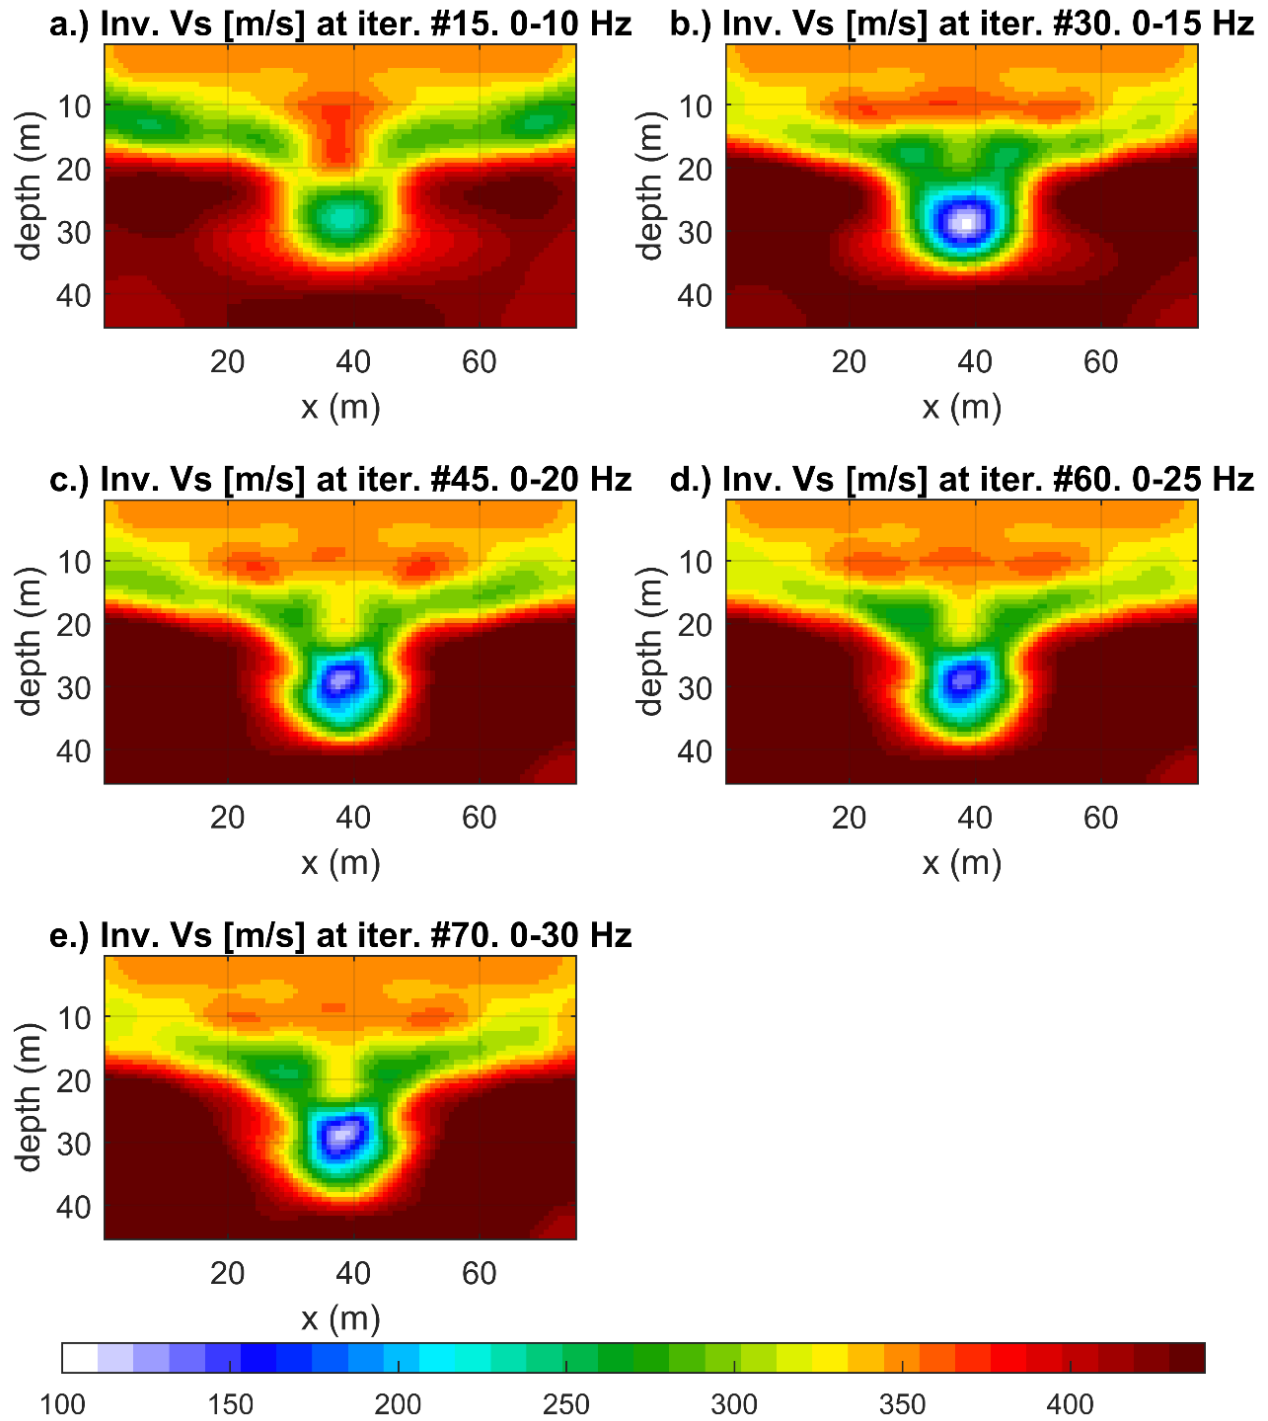 a.) Inv. Vs [m/s] at iter. #15. 0-10 Hz
10
20
30
40
depth (m)
20 40 60
x (m)
b.) Inv. Vs [m/s] at iter. #30. 0-15 Hz
10
20
30
40
depth (m)
20 40 60
x (m)
c.) Inv. Vs [m/s] at iter. #45. 0-20 Hz
10
20
30
40
depth (m)
20 40 60
x (m)
d.) Inv. Vs [m/s] at iter. #60. 0-25 Hz
10
20
30
40
depth (m)
20 40 60
x (m)
e.) Inv. Vs [m/s] at iter. #70. 0-30 Hz
10
20
30
40
depth (m)
20 40 60
x (m)
100 150 200 250 300 350 400